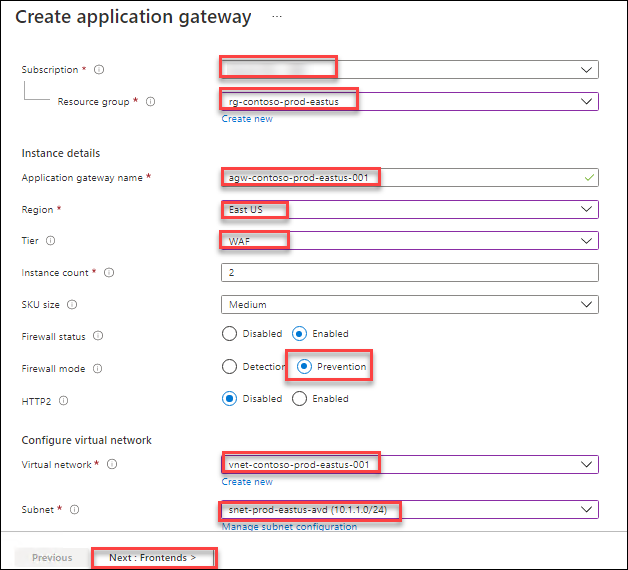 Create application gateway ...
Subscription *
Resource group * rg-contoso-prod-eastus
Create new
Instance details
Application gateway name * agw-contoso-prod-eastus-001
Region * East US
Tier WAF
Instance count * 2
SKU size Medium
Firewall status Disabled Enabled
Firewall mode Detection Prevention
HTTP2 Disabled Enabled
Configure virtual network
Virtual network * vnet-contoso-prod-eastus-001
Create new
Subnet * snet-prod-eastus-avd (10.1.1.0/24)
Manage subnet configuration
Previous Next : Frontends >